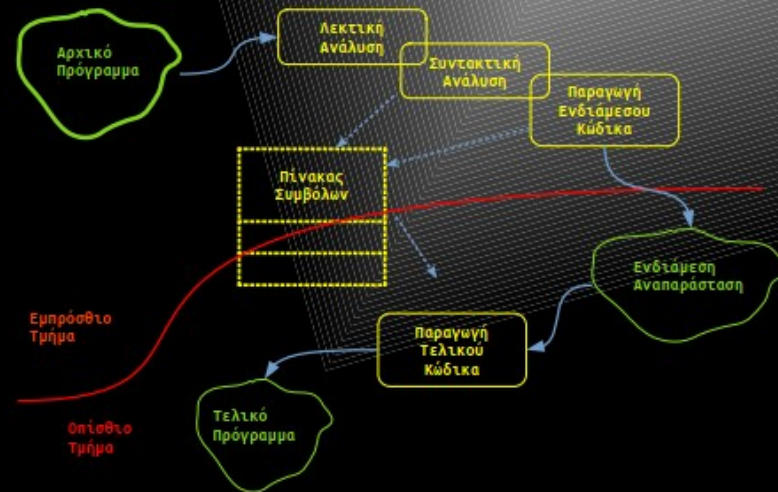 Αρχικό
Πρόγραμμα
Λεκτική
Ανάλυση
Συντακτική
Ανάλυση
Παραγωγή
Ενδιάμεσου
Κώδικα
Πίνακας
Συμβόλων
Ενδιάμεση
Αναπαράσταση
Εμπρόσθιο
Τμήμα
Παραγωγή
Τελικού
Κώδικα
Τελικό
Πρόγραμμα
Οπίσθιο
Τμήμα